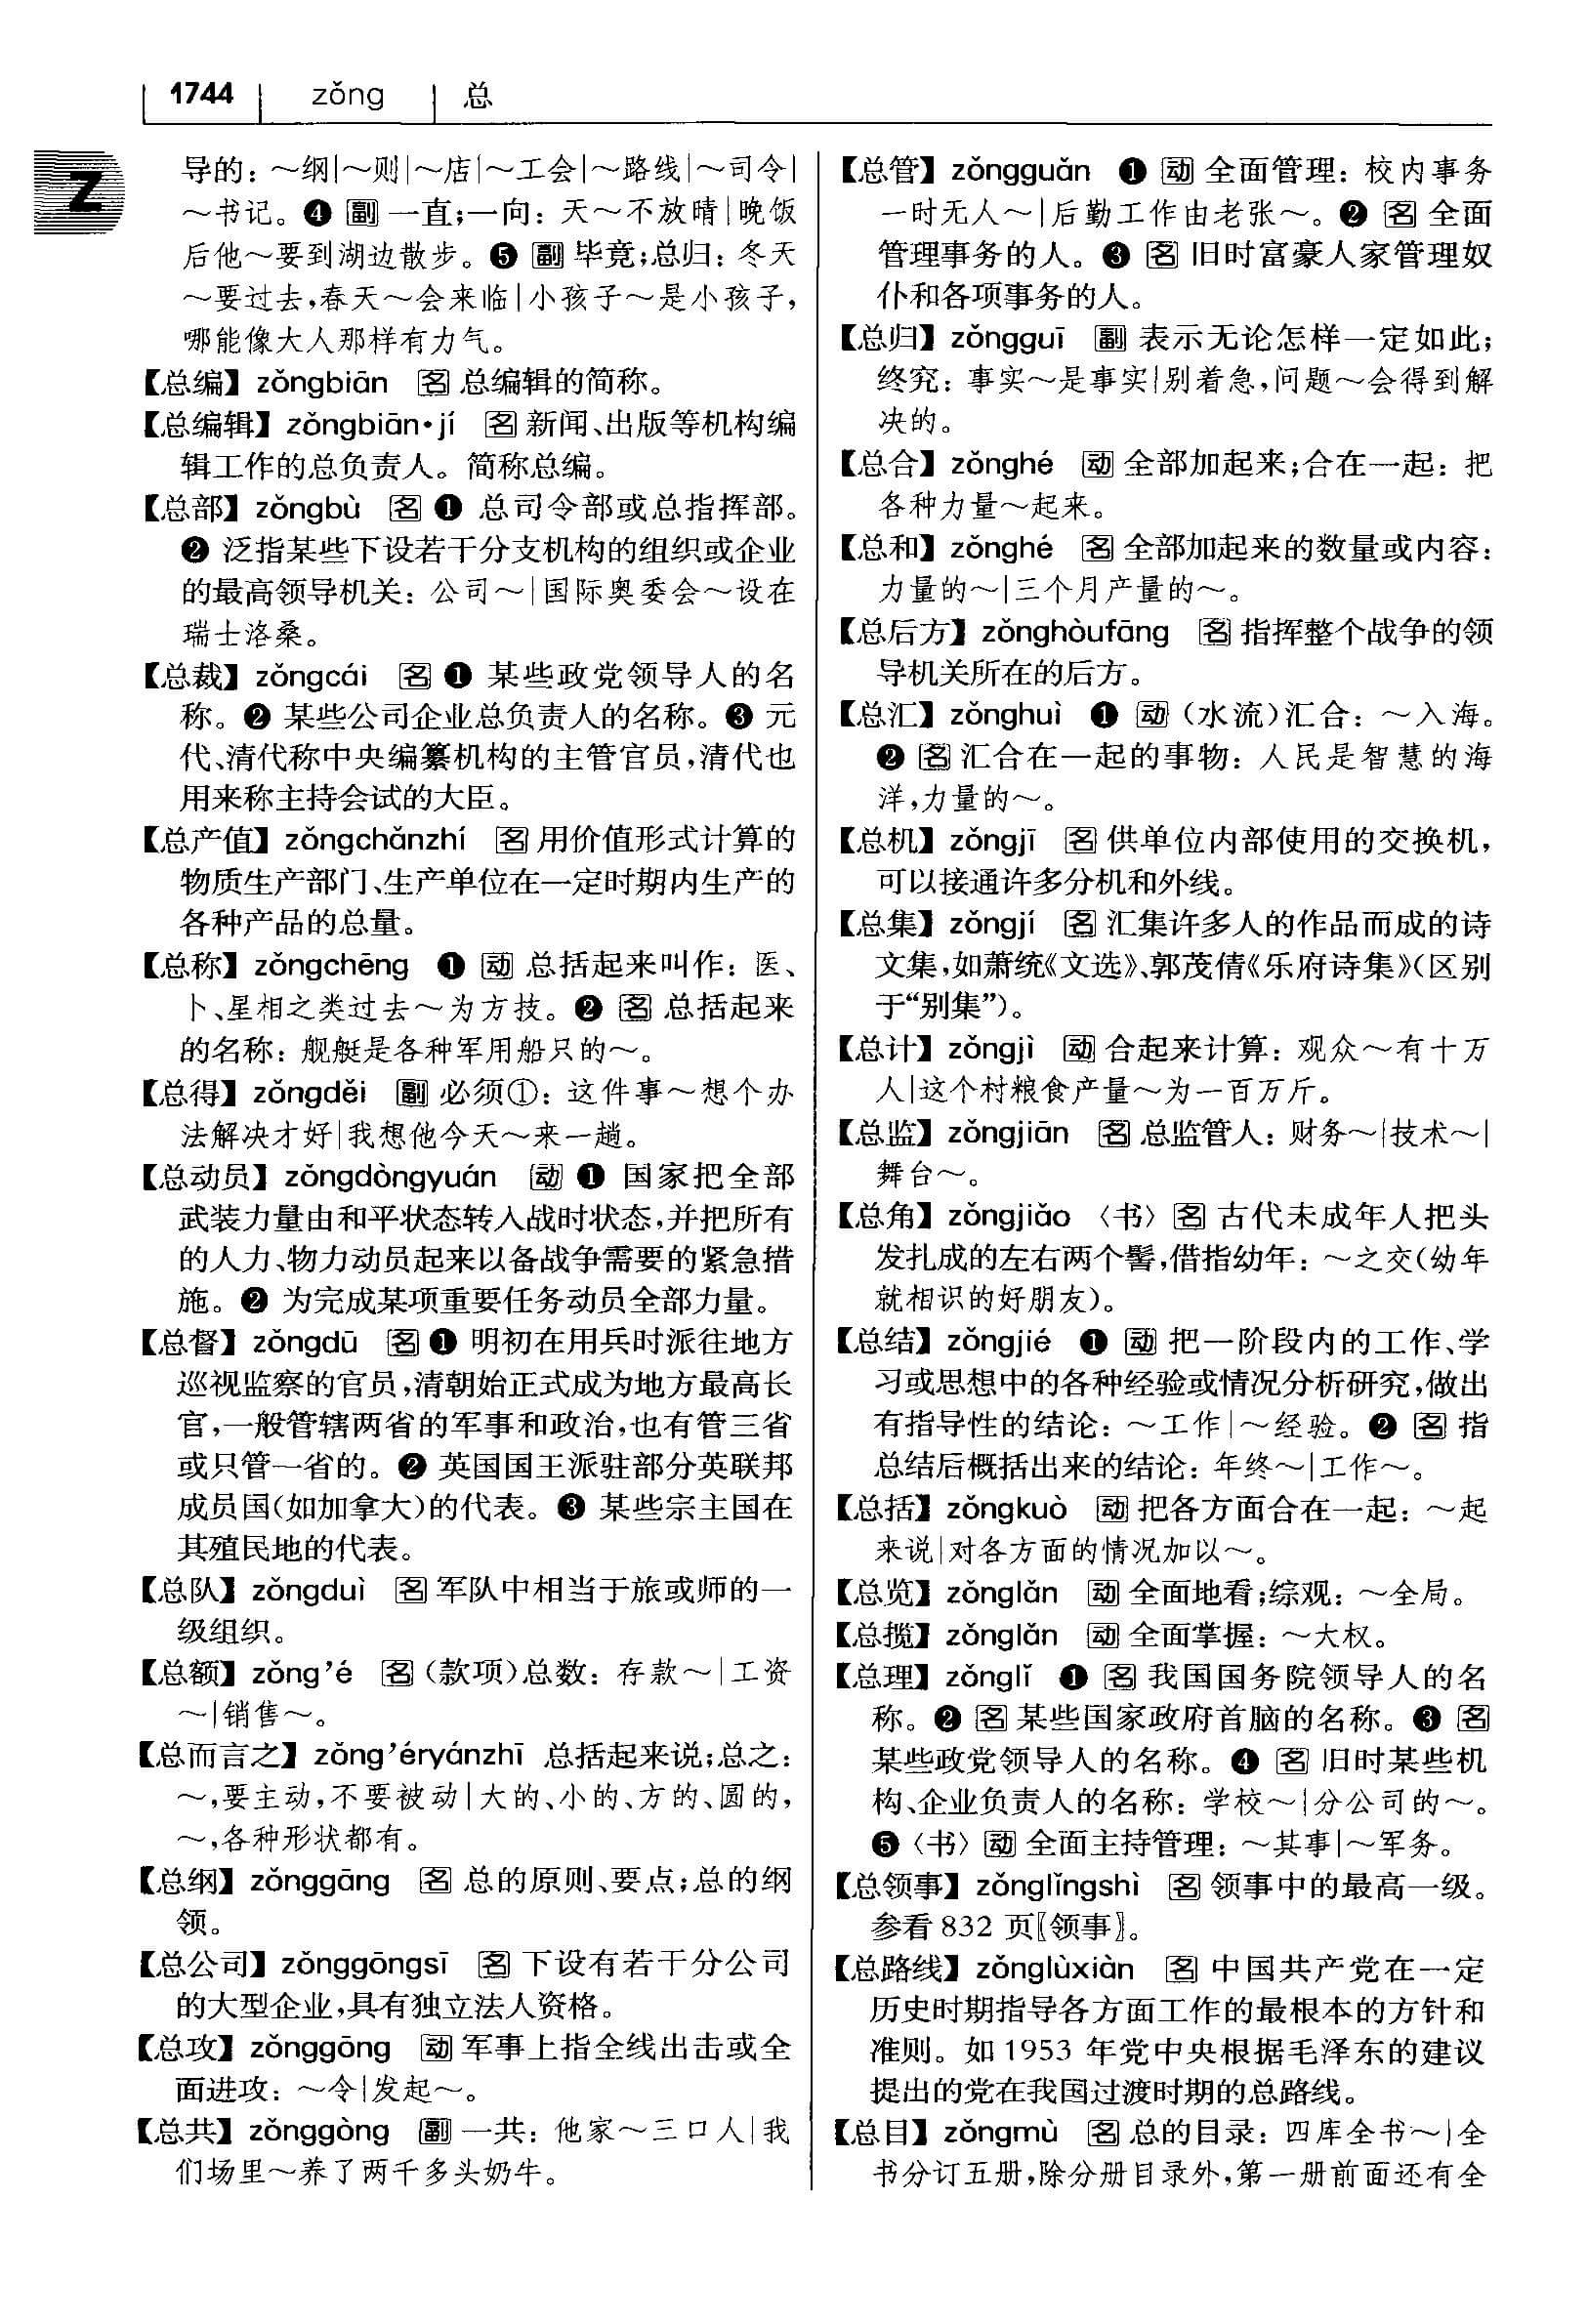 1744 zǒng 总
Z
导的：～纲|～则|～店|～工会|～路线|～司令|
～书记。❹ 副 一直；一向：天～不放晴|晚饭
后他～要到湖边散步。❺ 副 毕竟；总归：冬天
～要过去，春天～会来临|小孩子～是小孩子，
哪能像大人那样有力气。
【总编】zǒngbiān 名 总编辑的简称。
【总编辑】zǒngbiān•jí 名 新闻、出版等机构编
辑工作的总负责人。简称总编。
【总部】zǒngbù 名 ❶ 总司令部或总指挥部。
❷ 泛指某些下设若干分支机构的组织或企业
的最高领导机关：公司～|国际奥委会～设在
瑞士洛桑。
【总裁】zǒngcái 名 ❶ 某些政党领导人的名
称。❷ 某些公司企业总负责人的名称。❸ 元
代、清代称中央编纂机构的主管官员，清代也
用来称主持会试的大臣。
【总产值】zǒngchǎnzhí 名 用价值形式计算的
物质生产部门、生产单位在一定时期内生产的
各种产品的总量。
【总称】zǒngchēng ❶ 动 总括起来叫作：医、
卜、星相之类过去～为方技。❷ 名 总括起来
的名称：舰艇是各种军用船只的～。
【总得】zǒngděi 副 必须①：这件事～想个办
法解决才好|我想他今天～来一趟。
【总动员】zǒngdòngyuán 动 ❶ 国家把全部
武装力量由和平状态转入战时状态，并把所有
的人力、物力动员起来以备战争需要的紧急措
施。❷ 为完成某项重要任务动员全部力量。
【总督】zǒngdū 名 ❶ 明初在用兵时派往地方
巡视监察的官员，清朝始正式成为地方最高长
官，一般管辖两省的军事和政治，也有管三省
或只管一省的。❷ 英国国王派驻部分英联邦
成员国（如加拿大）的代表。❸ 某些宗主国在
其殖民地的代表。
【总队】zǒngduì 名 军队中相当于旅或师的一
级组织。
【总额】zǒng’é 名 （款项）总数：存款～|工资
～|销售～。
【总而言之】zǒng’éryánzhī 总括起来说；总之：
～，要主动，不要被动|大的、小的、方的、圆的，
～，各种形状都有。
【总纲】zǒnggāng 名 总的原则、要点；总的纲
领。
【总公司】zǒnggōngsī 名 下设有若干分公司
的大型企业，具有独立法人资格。
【总攻】zǒnggōng 动 军事上指全线出击或全
面进攻：～令|发起～。
【总共】zǒnggòng 副 一共：他家～三口人|我
们场里～养了两千多头奶牛。
【总管】zǒngguǎn ❶ 动 全面管理：校内事务
一时无人～|后勤工作由老张～。❷ 名 全面
管理事务的人。❸ 名 旧时富豪人家管理奴
仆和各项事务的人。
【总归】zǒngguī 副 表示无论怎样一定如此；
终究：事实～是事实|别着急，问题～会得到解
决的。
【总合】zǒnghé 动 全部加起来；合在一起：把
各种力量～起来。
【总和】zǒnghé 名 全部加起来的数量或内容：
力量的～|三个月产量的～。
【总后方】zǒnghòufāng 名 指挥整个战争的领
导机关所在的后方。
【总汇】zǒnghuì ❶ 动 （水流）汇合：～入海。
❷ 名 汇合在一起的事物：人民是智慧的海
洋，力量的～。
【总机】zǒngjī 名 供单位内部使用的交换机，
可以接通许多分机和外线。
【总集】zǒngjí 名 汇集许多人的作品而成的诗
文集，如萧统《文选》、郭茂倩《乐府诗集》（区别
于“别集”）。
【总计】zǒngjì 动 合起来计算：观众～有十万
人|这个村粮食产量～为一百万斤。
【总监】zǒngjiān 名 总监管人：财务～|技术～|
舞台～。
【总角】zǒngjiǎo 〈书〉名 古代未成年人把头
发扎成的左右两个髻，借指幼年：～之交（幼年
就相识的好朋友）。
【总结】zǒngjié ❶ 动 把一阶段内的工作、学
习或思想中的各种经验或情况分析研究，做出
有指导性的结论：～工作|～经验。❷ 名 指
总结后概括出来的结论：年终～|工作～。
【总括】zǒngkuò 动 把各方面合在一起：～起
来说|对各方面的情况加以～。
【总览】zǒnglǎn 动 全面地看；综观：～全局。
【总揽】zǒnglǎn 动 全面掌握：～大权。
【总理】zǒnglǐ ❶ 名 我国国务院领导人的名
称。❷ 名 某些国家政府首脑的名称。❸ 名
某些政党领导人的名称。❹ 名 旧时某些机
构、企业负责人的名称：学校～|分公司的～。
❺〈书〉动 全面主持管理：～其事|～军务。
【总领事】zǒnglǐngshì 名 领事中的最高一级。
参看 832 页〖领事〗。
【总路线】zǒnglùxiàn 名 中国共产党在一定
历史时期指导各方面工作的最根本的方针和
准则。如 1953 年党中央根据毛泽东的建议
提出的党在我国过渡时期的总路线。
【总目】zǒngmù 名 总的目录：四库全书～|全
书分订五册，除分册目录外，第一册前面还有全